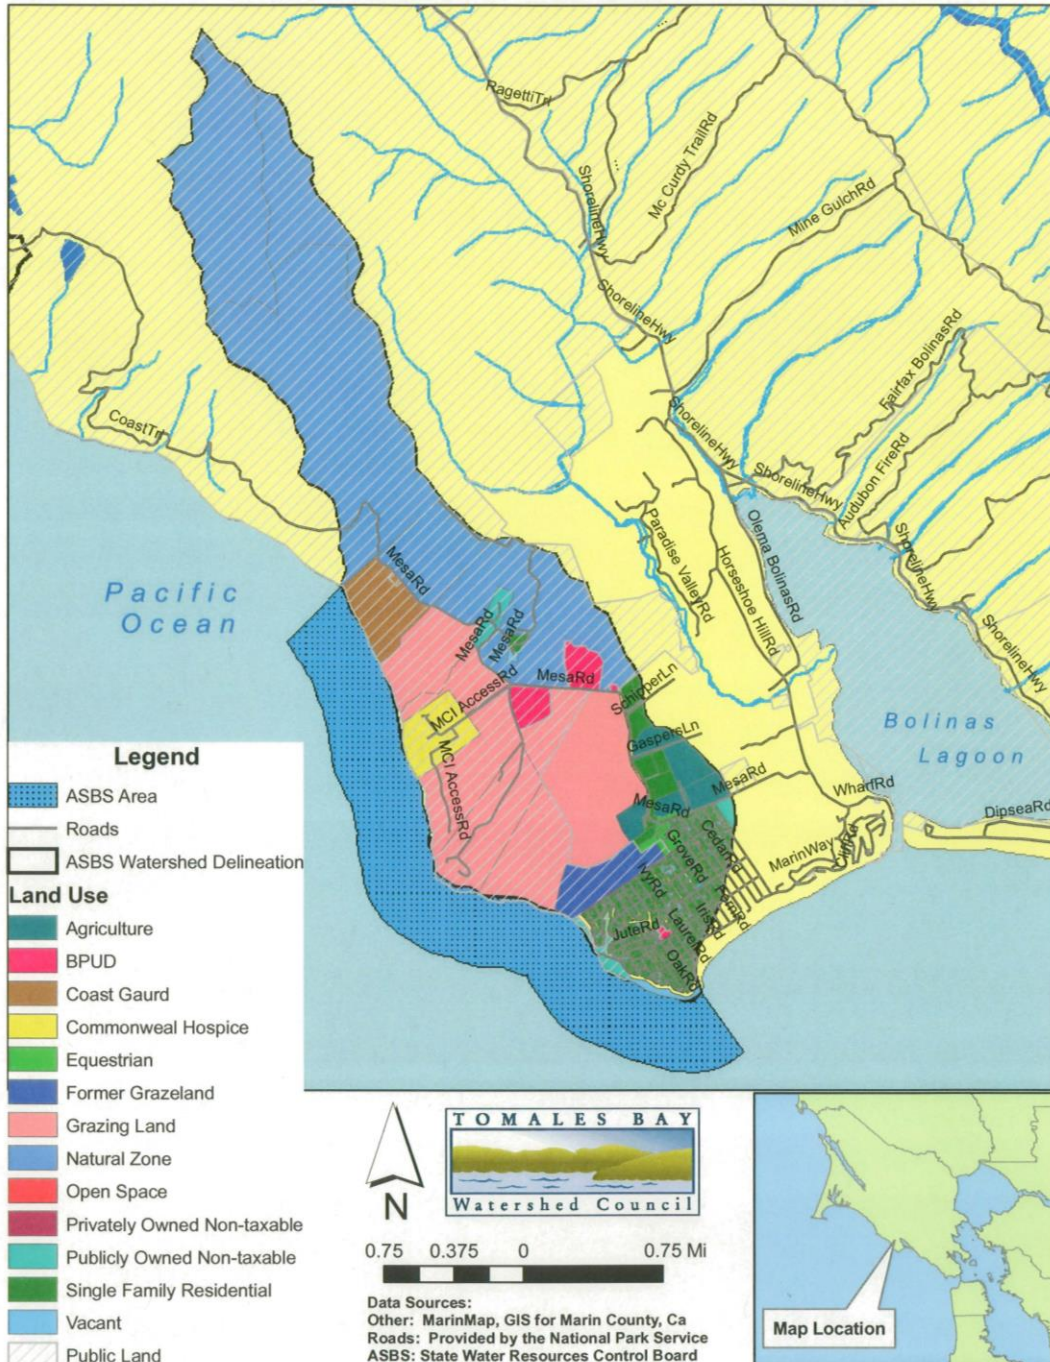 RagettiTrl
Mc Curdy TrailRd
ShorelineHwy
Mine GulchRd
ShorelineHwy
Fairfax BolinasRd
CoastTrl
ShorelineHwy
ShorelineHwy
Audubon FireRd
Olema BolinasRd
ShorelineHwy
Paradise ValleyRd
Horseshoe HillRd
MesaRd
Pacific
Ocean
ShorelineHwy
MesaRd
MesaRd
MesaRd
SchipperLn
MCI AccessRd
GaspersLn
Bolinas
Lagoon
MCI AccessRd
MesaRd
MesaRd
WharfRd
DipseaRd
CedarRd
GroveRd
MarinWay
CliffRd
IvyRd
FernRd
IrisRd
LaurelRd
JuteRd
OakRd
Legend
ASBS Area
Roads
ASBS Watershed Delineation
Land Use
Agriculture
BPUD
Coast Gaurd
Commonweal Hospice
Equestrian
Former Grazeland
Grazing Land
Natural Zone
Open Space
Privately Owned Non-taxable
Publicly Owned Non-taxable
Single Family Residential
Vacant
Public Land
N
TOMALES BAY
Watershed Council
0.75 0.375 0 0.75 Mi
Data Sources:
Other: MarinMap, GIS for Marin County, Ca
Roads: Provided by the National Park Service
ASBS: State Water Resources Control Board
Map Location